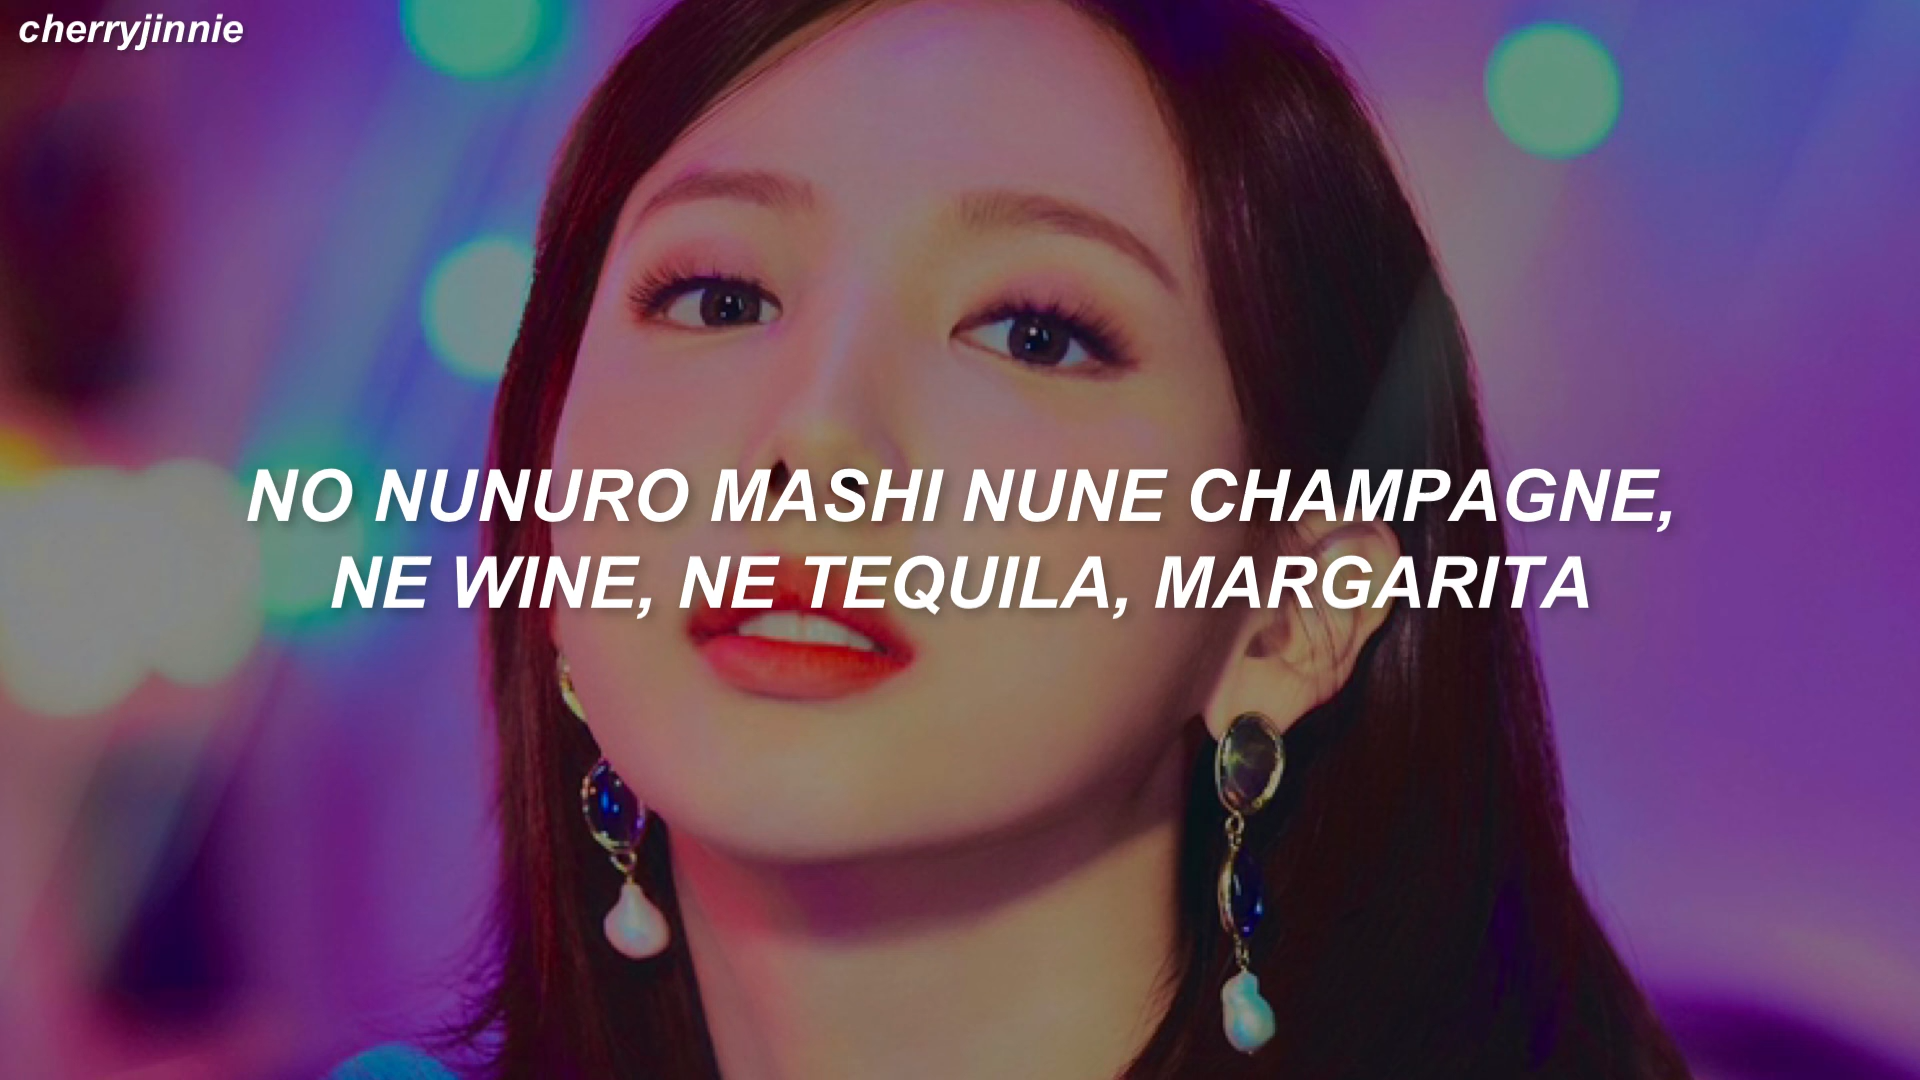 cherryjinnie
NO NUNURO MASHI NUNE CHAMPAGNE,
NE WINE, NE TEQUILA, MARGARITA